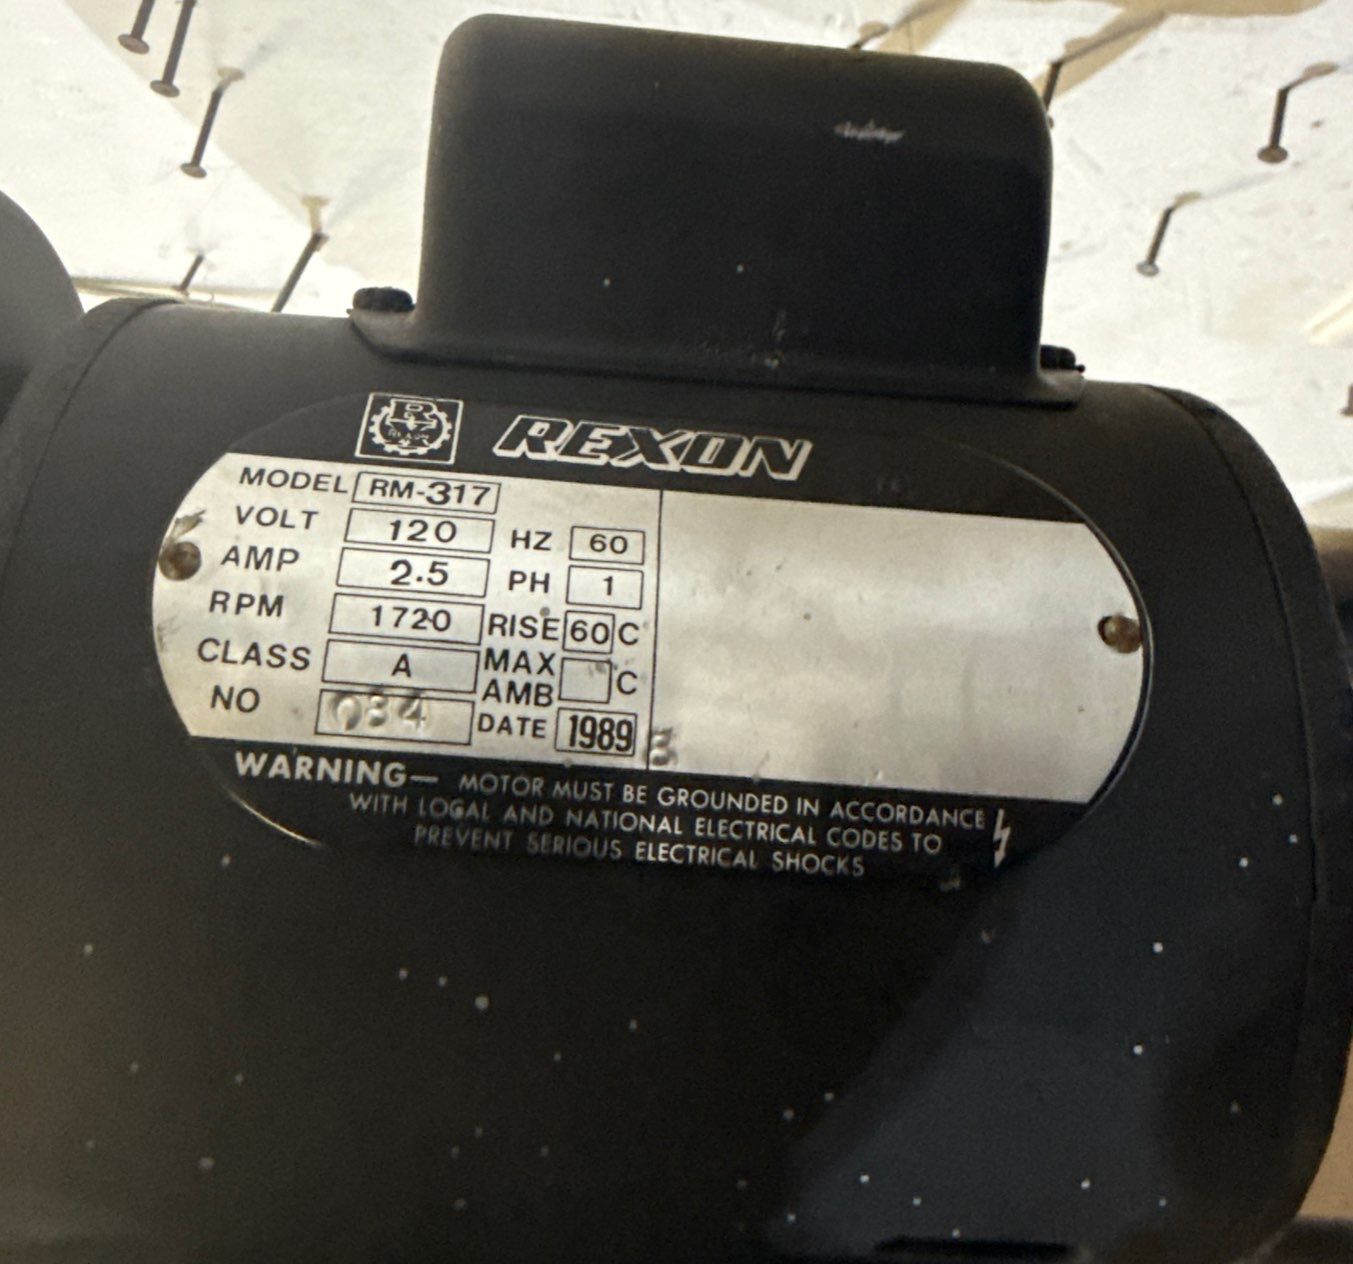 REXON
MODEL RM-317
VOLT 120 HZ 60
AMP 2.5 PH 1
RPM 1720 RISE 60 C
CLASS A MAX AMB C
NO 034 DATE 1989 3
WARNING— MOTOR MUST BE GROUNDED IN ACCORDANCE
WITH LOCAL AND NATIONAL ELECTRICAL CODES TO
PREVENT SERIOUS ELECTRICAL SHOCKS